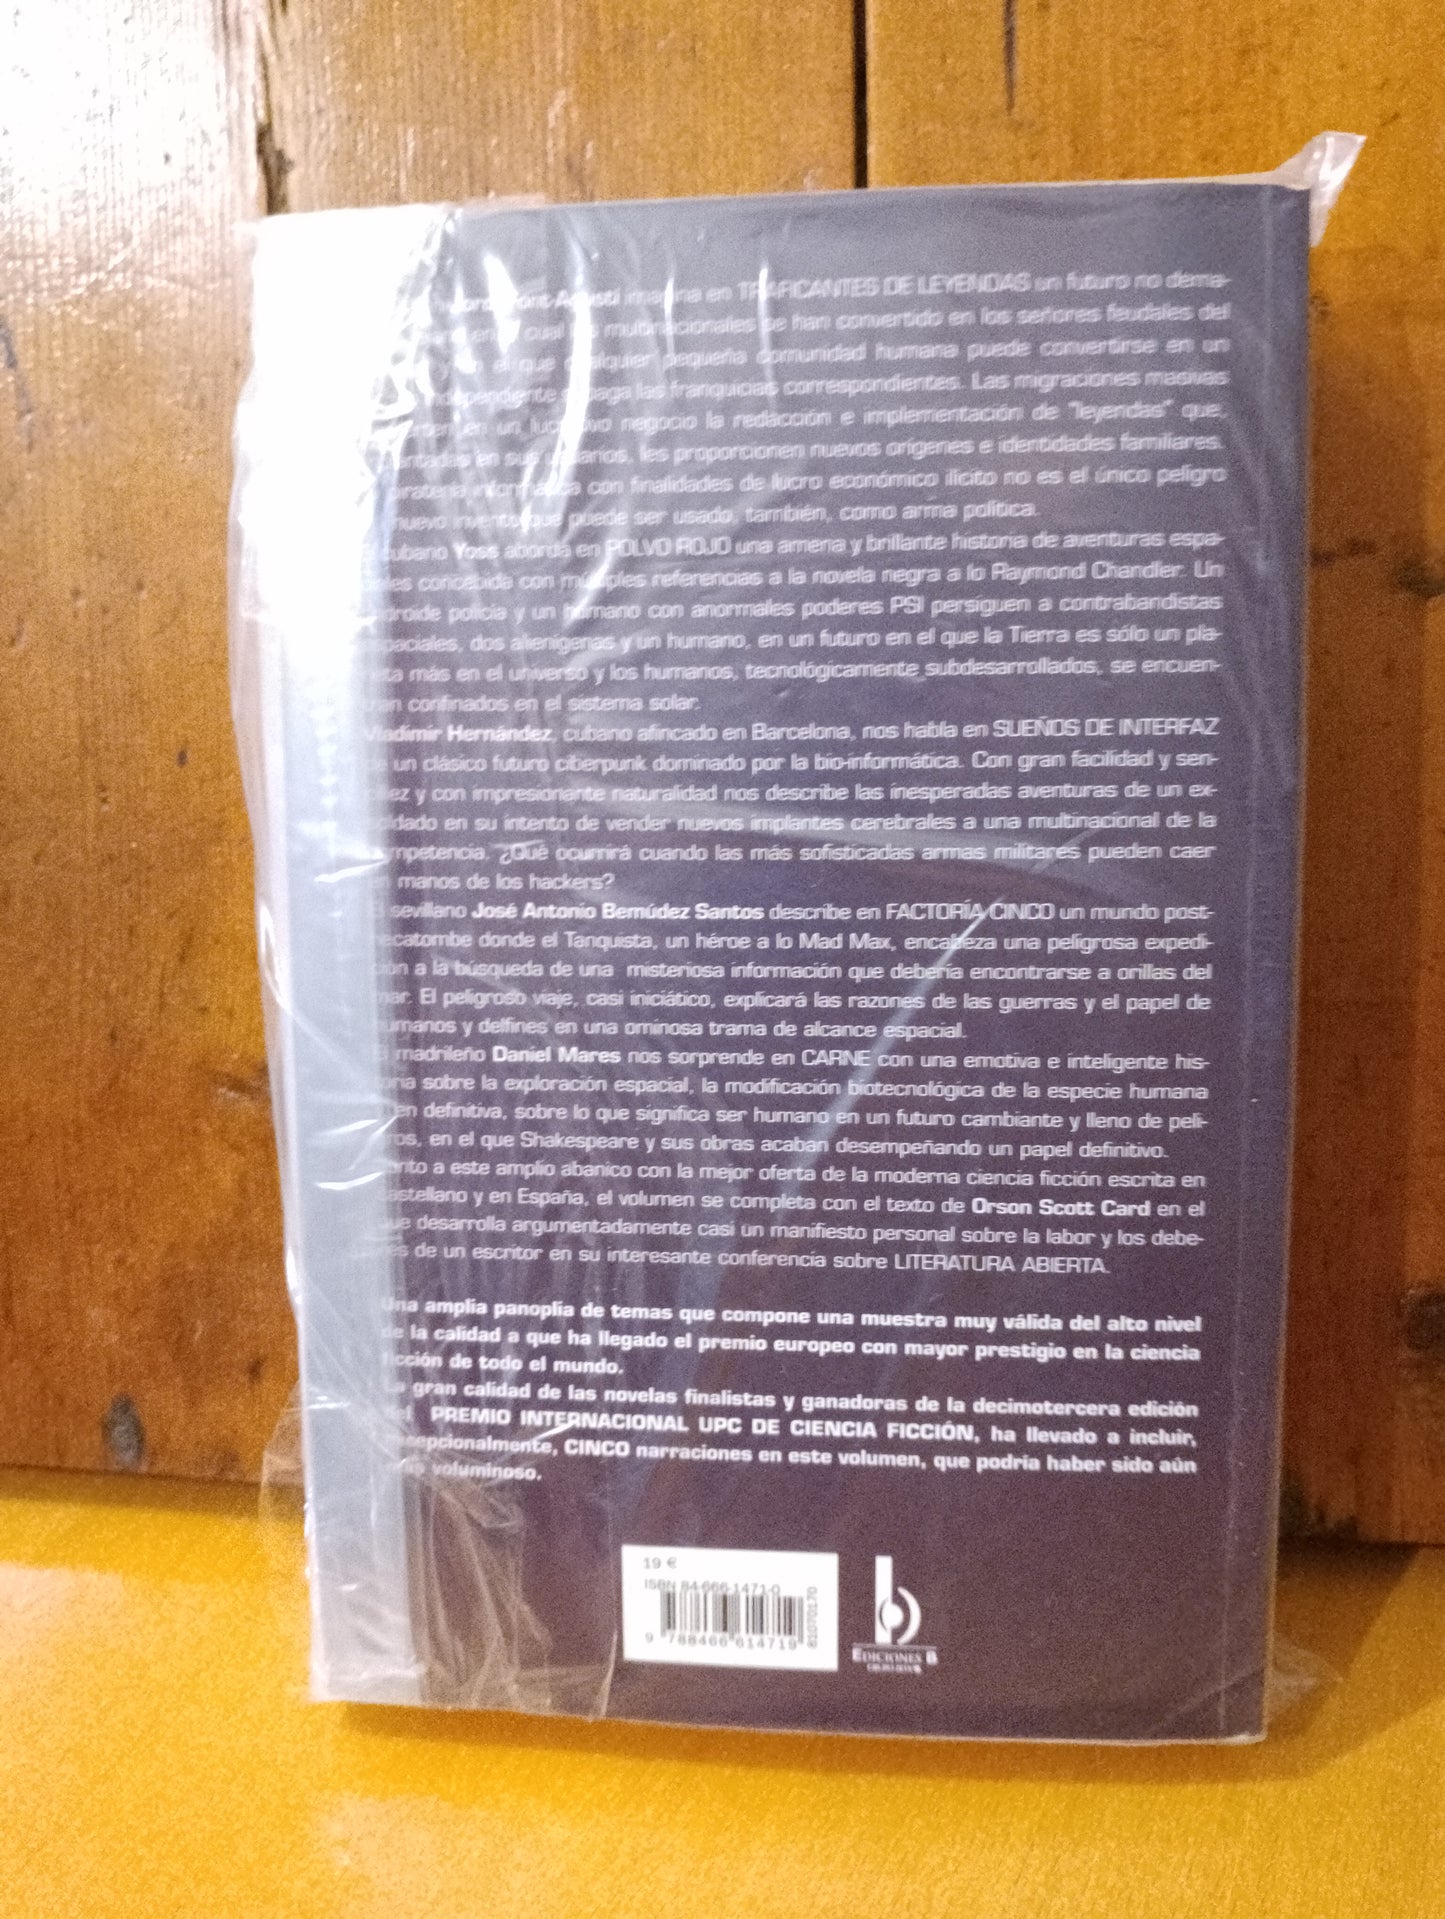 imagina en TRAFICANTES DE LEYENDAS un futuro no dema-
cual las multinacionales se han convertido en los señores feudales del
el que cualquier pequeña comunidad humana puede convertirse en un
paga las franquicias correspondientes. Las migraciones masivas
en un lucrativo negocio la redacción e implementación de "leyendas" que,
en sus usuarios, les proporcionen nuevos orígenes e identidades familiares.
informática con finalidades de lucro económico ilícito no es el único peligro
nuevo invento que puede ser usado, también, como arma política.
cubano Yoss aborda en POLVO ROJO una amena y brillante historia de aventuras espa-
concebida con múltiples referencias a la novela negra a lo Raymond Chandler. Un
policía y un humano con anormales poderes PSI persiguen a contrabandistas
dos alienígenas y un humano, en un futuro en el que la Tierra es sólo un pla-
más en el universo y los humanos, tecnológicamente subdesarrollados, se encuen-
confinados en el sistema solar.
Vladimir Hernández, cubano afincado en Barcelona, nos habla en SUEÑOS DE INTERFAZ
un clásico futuro ciberpunk dominado por la bio-informática. Con gran facilidad y sen-
y con impresionante naturalidad nos describe las inesperadas aventuras de un ex-
en su intento de vender nuevos implantes cerebrales a una multinacional de la
¿Qué ocurrirá cuando las más sofisticadas armas militares pueden caer
manos de los hackers?
sevillano José Antonio Bermúdez Santos describe en FACTORÍA CINCO un mundo post-
donde el Tanquista, un héroe a lo Mad Max, encabeza una peligrosa expedi-
a la búsqueda de una misteriosa información que debería encontrarse a orillas del
mar. El peligroso viaje, casi iniciático, explicará las razones de las guerras y el papel de
humanos y delfines en una ominosa trama de alcance espacial.
madrileño Daniel Mares nos sorprende en CARNE con una emotiva e inteligente his-
sobre la exploración espacial, la modificación biotecnológica de la especie humana
en definitiva, sobre lo que significa ser humano en un futuro cambiante y lleno de peli-
en el que Shakespeare y sus obras acaban desempeñando un papel definitivo.
a este amplio abanico con la mejor oferta de la moderna ciencia ficción escrita en
castellano y en España, el volumen se completa con el texto de Orson Scott Card en el
que desarrolla argumentadamente casi un manifiesto personal sobre la labor y los debe-
de un escritor en su interesante conferencia sobre LITERATURA ABIERTA.
Una amplia panoplia de temas que compone una muestra muy válida del alto nivel
de la calidad a que ha llegado el premio europeo con mayor prestigio en la ciencia
ficción de todo el mundo.
La gran calidad de las novelas finalistas y ganadoras de la decimotercera edición
PREMIO INTERNACIONAL UPC DE CIENCIA FICCIÓN, ha llevado a incluir,
excepcionalmente, CINCO narraciones en este volumen, que podría haber sido aún
voluminoso.
19 €
ISBN 84-666-1471-0
9 788466 614719
61070170
EDICIONES B